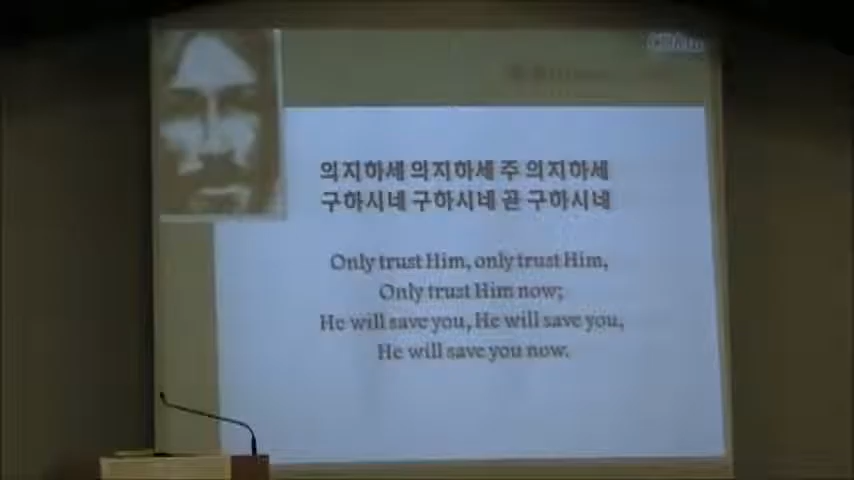 의지하세 의지하세 주 의지하세
구하시네 구하시네 곧 구하시네
Only trust Him, only trust Him,
Only trust Him now;
He will save you, He will save you,
He will save you now.